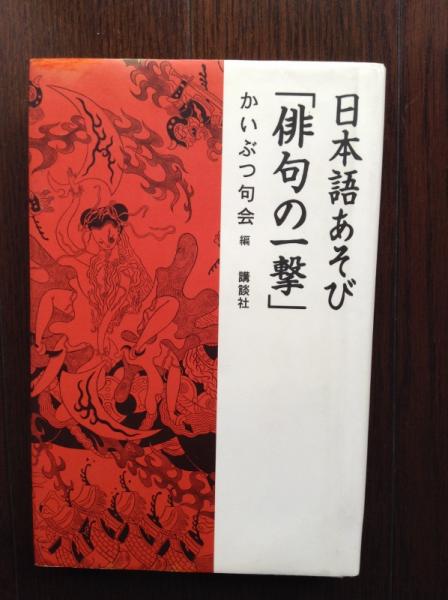 日本語あそび
「俳句の一撃」
かいぶつ句会 編
講談社